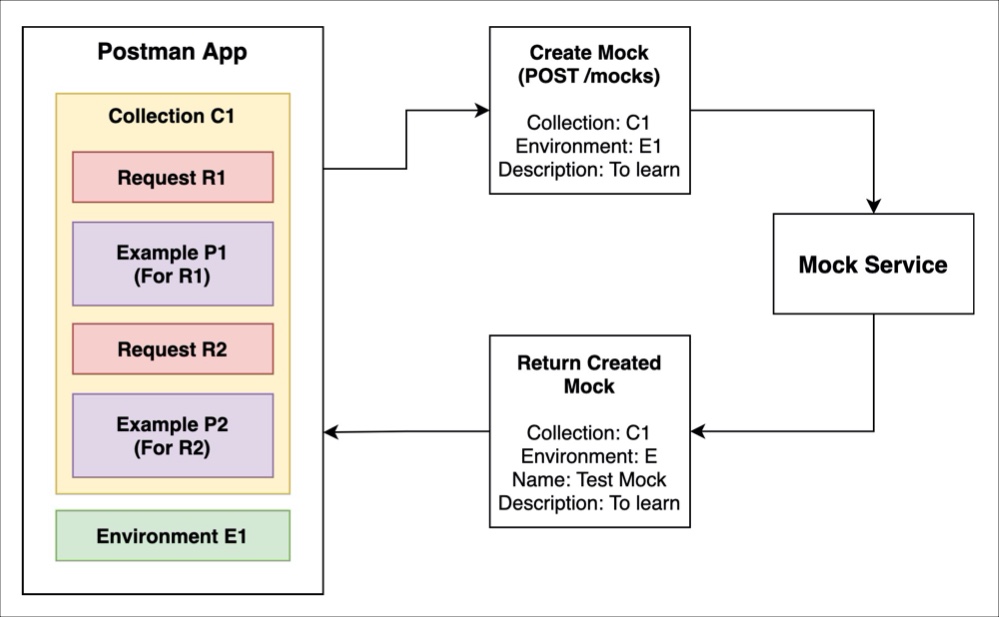 Postman App
Collection C1
Request R1
Example P1
(For R1)
Request R2
Example P2
(For R2)
Environment E1
Create Mock
(POST /mocks)
Collection: C1
Environment: E1
Description: To learn
Mock Service
Return Created
Mock
Collection: C1
Environment: E
Name: Test Mock
Description: To learn